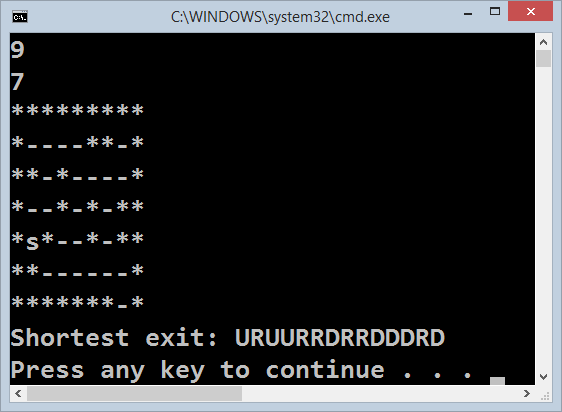 C:\WINDOWS\system32\cmd.exe
9
7
*********
*----**-*
**-*----*
*--*-*-**
*s*--*-**
**------*
*******-*
Shortest exit: URUURRDRRDDDRD
Press any key to continue . . .